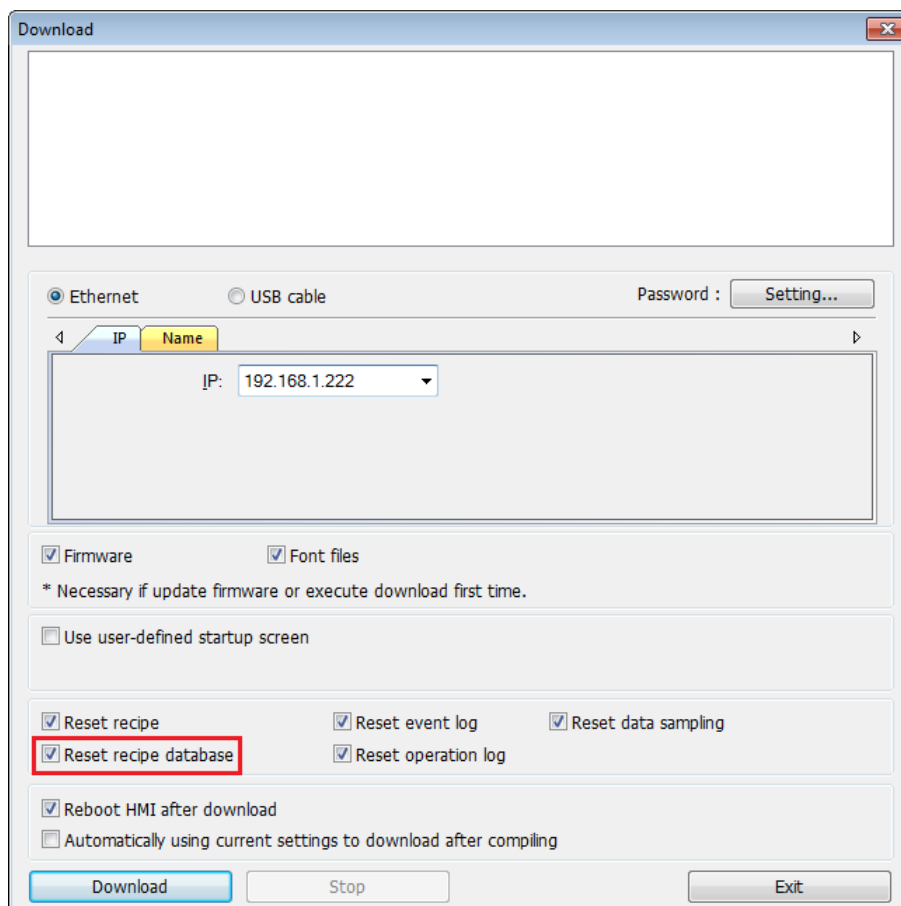 Download
Ethernet USB cable Password : Setting...
IP Name
IP: 192.168.1.222
Firmware Font files
* Necessary if update firmware or execute download first time.
Use user-defined startup screen
Reset recipe Reset event log Reset data sampling
Reset recipe database Reset operation log
Reboot HMI after download
Automatically using current settings to download after compiling
Download Stop Exit